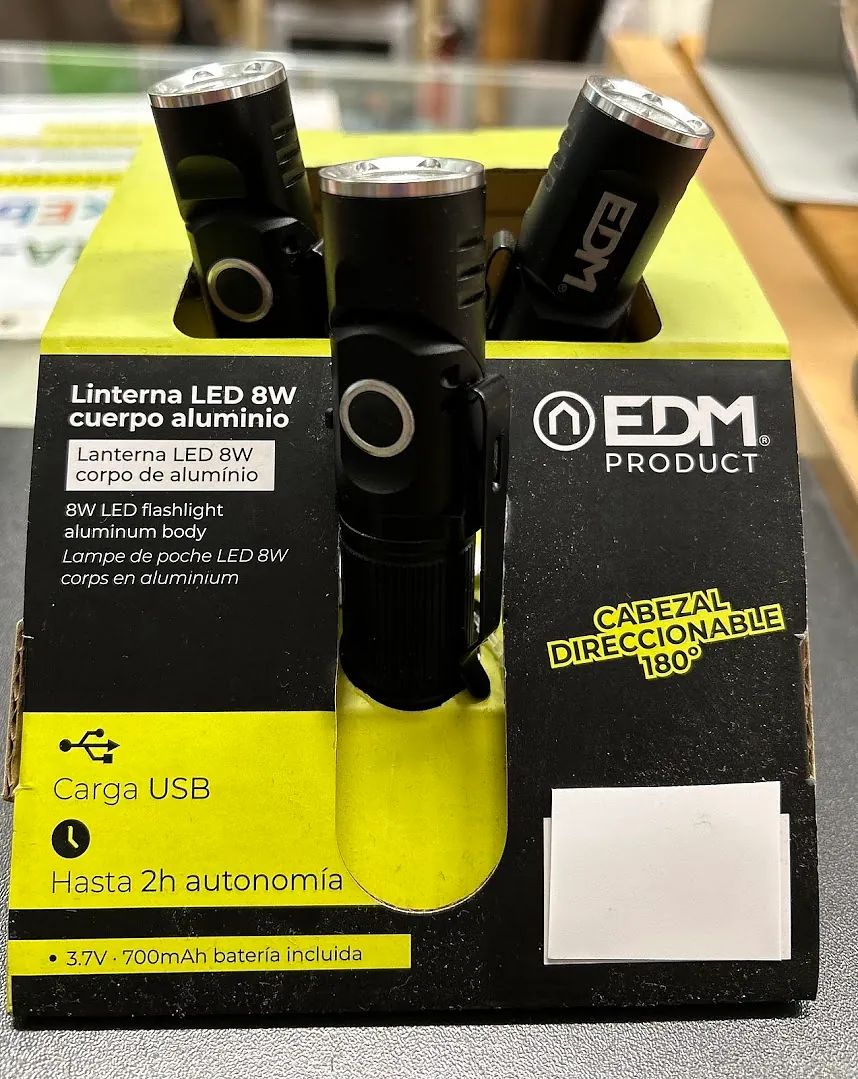 EDM®
Linterna LED 8W
cuerpo aluminio
Lanterna LED 8W
corpo de alumínio
8W LED flashlight
aluminum body
Lampe de poche LED 8W
corps en aluminium
EDM®
PRODUCT
CABEZAL
DIRECCIONABLE
180º
Carga USB
Hasta 2h autonomía
• 3.7V · 700mAh batería incluida